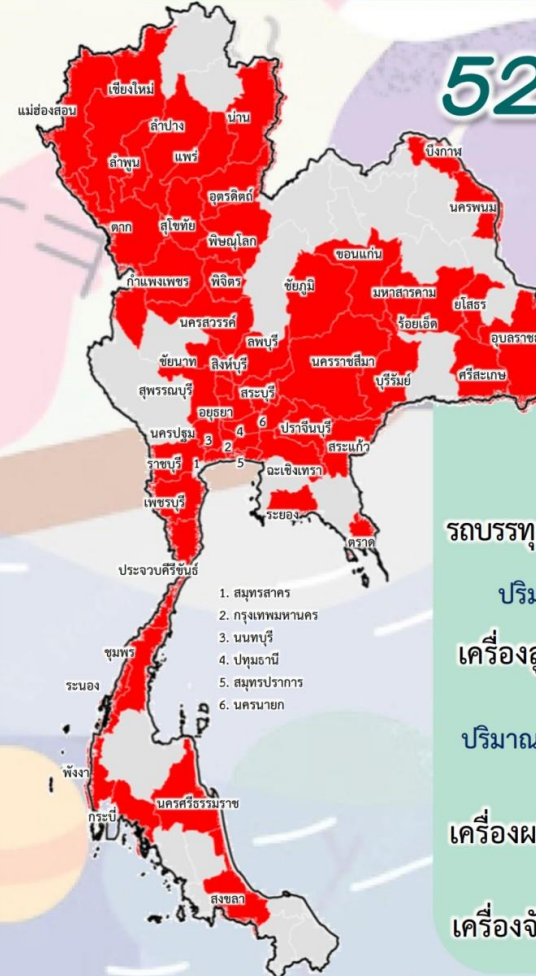 52
เชียงใหม่
แม่ฮ่องสอน
ลำปาง
น่าน
ลำพูน
แพร่
บึงกาฬ
อุตรดิตถ์
นครพนม
ตาก
สุโขทัย
พิษณุโลก
ขอนแก่น
กำแพงเพชร
พิจิตร
ชัยภูมิ
มหาสารคาม
ยโสธร
นครสวรรค์
ร้อยเอ็ด
ลพบุรี
อุบลราช
ชัยนาท
สิงห์บุรี
นครราชสีมา
ศรีสะเกษ
สุพรรณบุรี
สระบุรี
บุรีรัมย์
อยุธยา
6
ปราจีนบุรี
นครปฐม
3
4
2
สระแก้ว
ราชบุรี
1
5
ฉะเชิงเทรา
เพชรบุรี
ระยอง
ตราด
ประจวบคีรีขันธ์
1. สมุทรสาคร
2. กรุงเทพมหานคร
3. นนทบุรี
4. ปทุมธานี
5. สมุทรปราการ
6. นครนายก
ชุมพร
ระนอง
พังงา
กระบี่
นครศรีธรรมราช
สงขลา
รถบรรทุ
ปริม
เครื่องสู
ปริมาณ
เครื่องผ
เครื่องจั